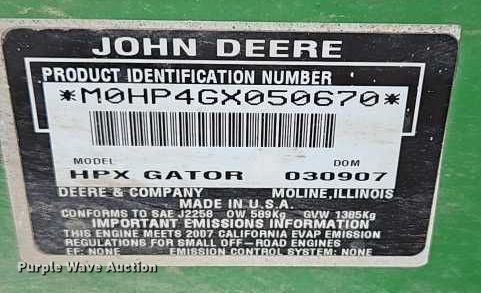 JOHN DEERE
PRODUCT IDENTIFICATION NUMBER
*M0HP4GX050670*
MODEL DOM
HPX GATOR 030907
DEERE & COMPANY MOLINE, ILLINOIS
MADE IN U.S.A.
CONFORMS TO SAE J2258 OW 589Kg GVW 1385Kg
IMPORTANT EMISSIONS INFORMATION
THIS ENGINE MEETS 2007 CALIFORNIA EVAP EMISSION
REGULATIONS FOR SMALL OFF-ROAD ENGINES
EF: NONE EMISSION CONTROL SYSTEM: NONE
Purple Wave Auction